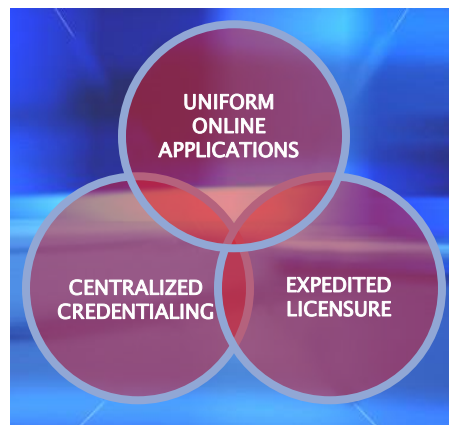 UNIFORM
ONLINE
APPLICATIONS
CENTRALIZED
CREDENTIALING
EXPEDITED
LICENSURE